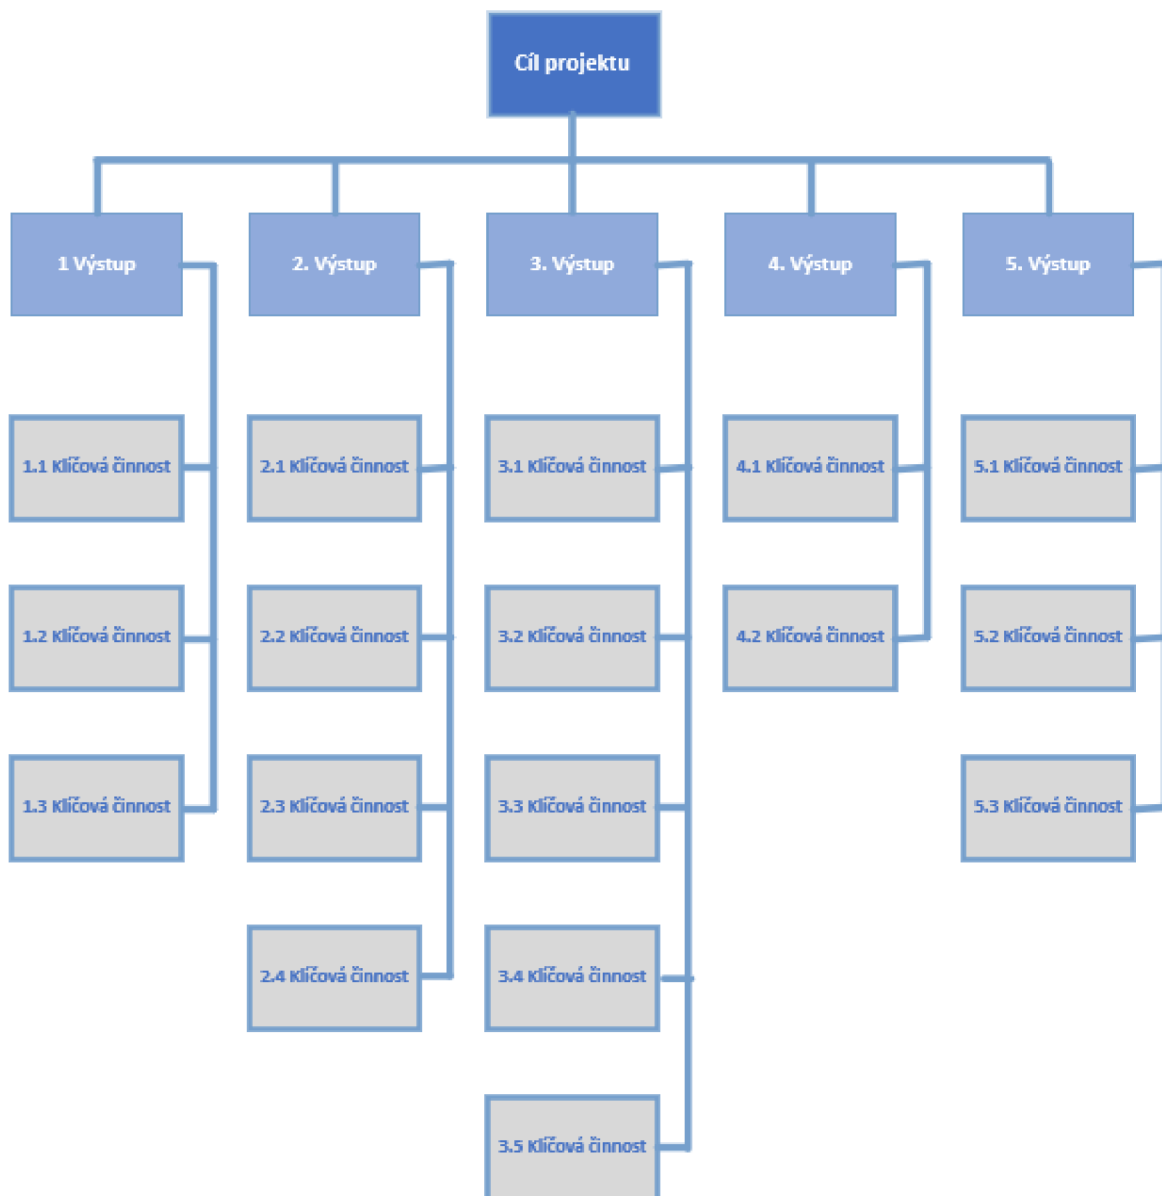 Cíl projektu
1 Výstup
2. Výstup
3. Výstup
4. Výstup
5. Výstup
1.1 Klíčová činnost
2.1 Klíčová činnost
3.1 Klíčová činnost
4.1 Klíčová činnost
5.1 Klíčová činnost
1.2 Klíčová činnost
2.2 Klíčová činnost
3.2 Klíčová činnost
4.2 Klíčová činnost
5.2 Klíčová činnost
1.3 Klíčová činnost
2.3 Klíčová činnost
3.3 Klíčová činnost
5.3 Klíčová činnost
2.4 Klíčová činnost
3.4 Klíčová činnost
3.5 Klíčová činnost